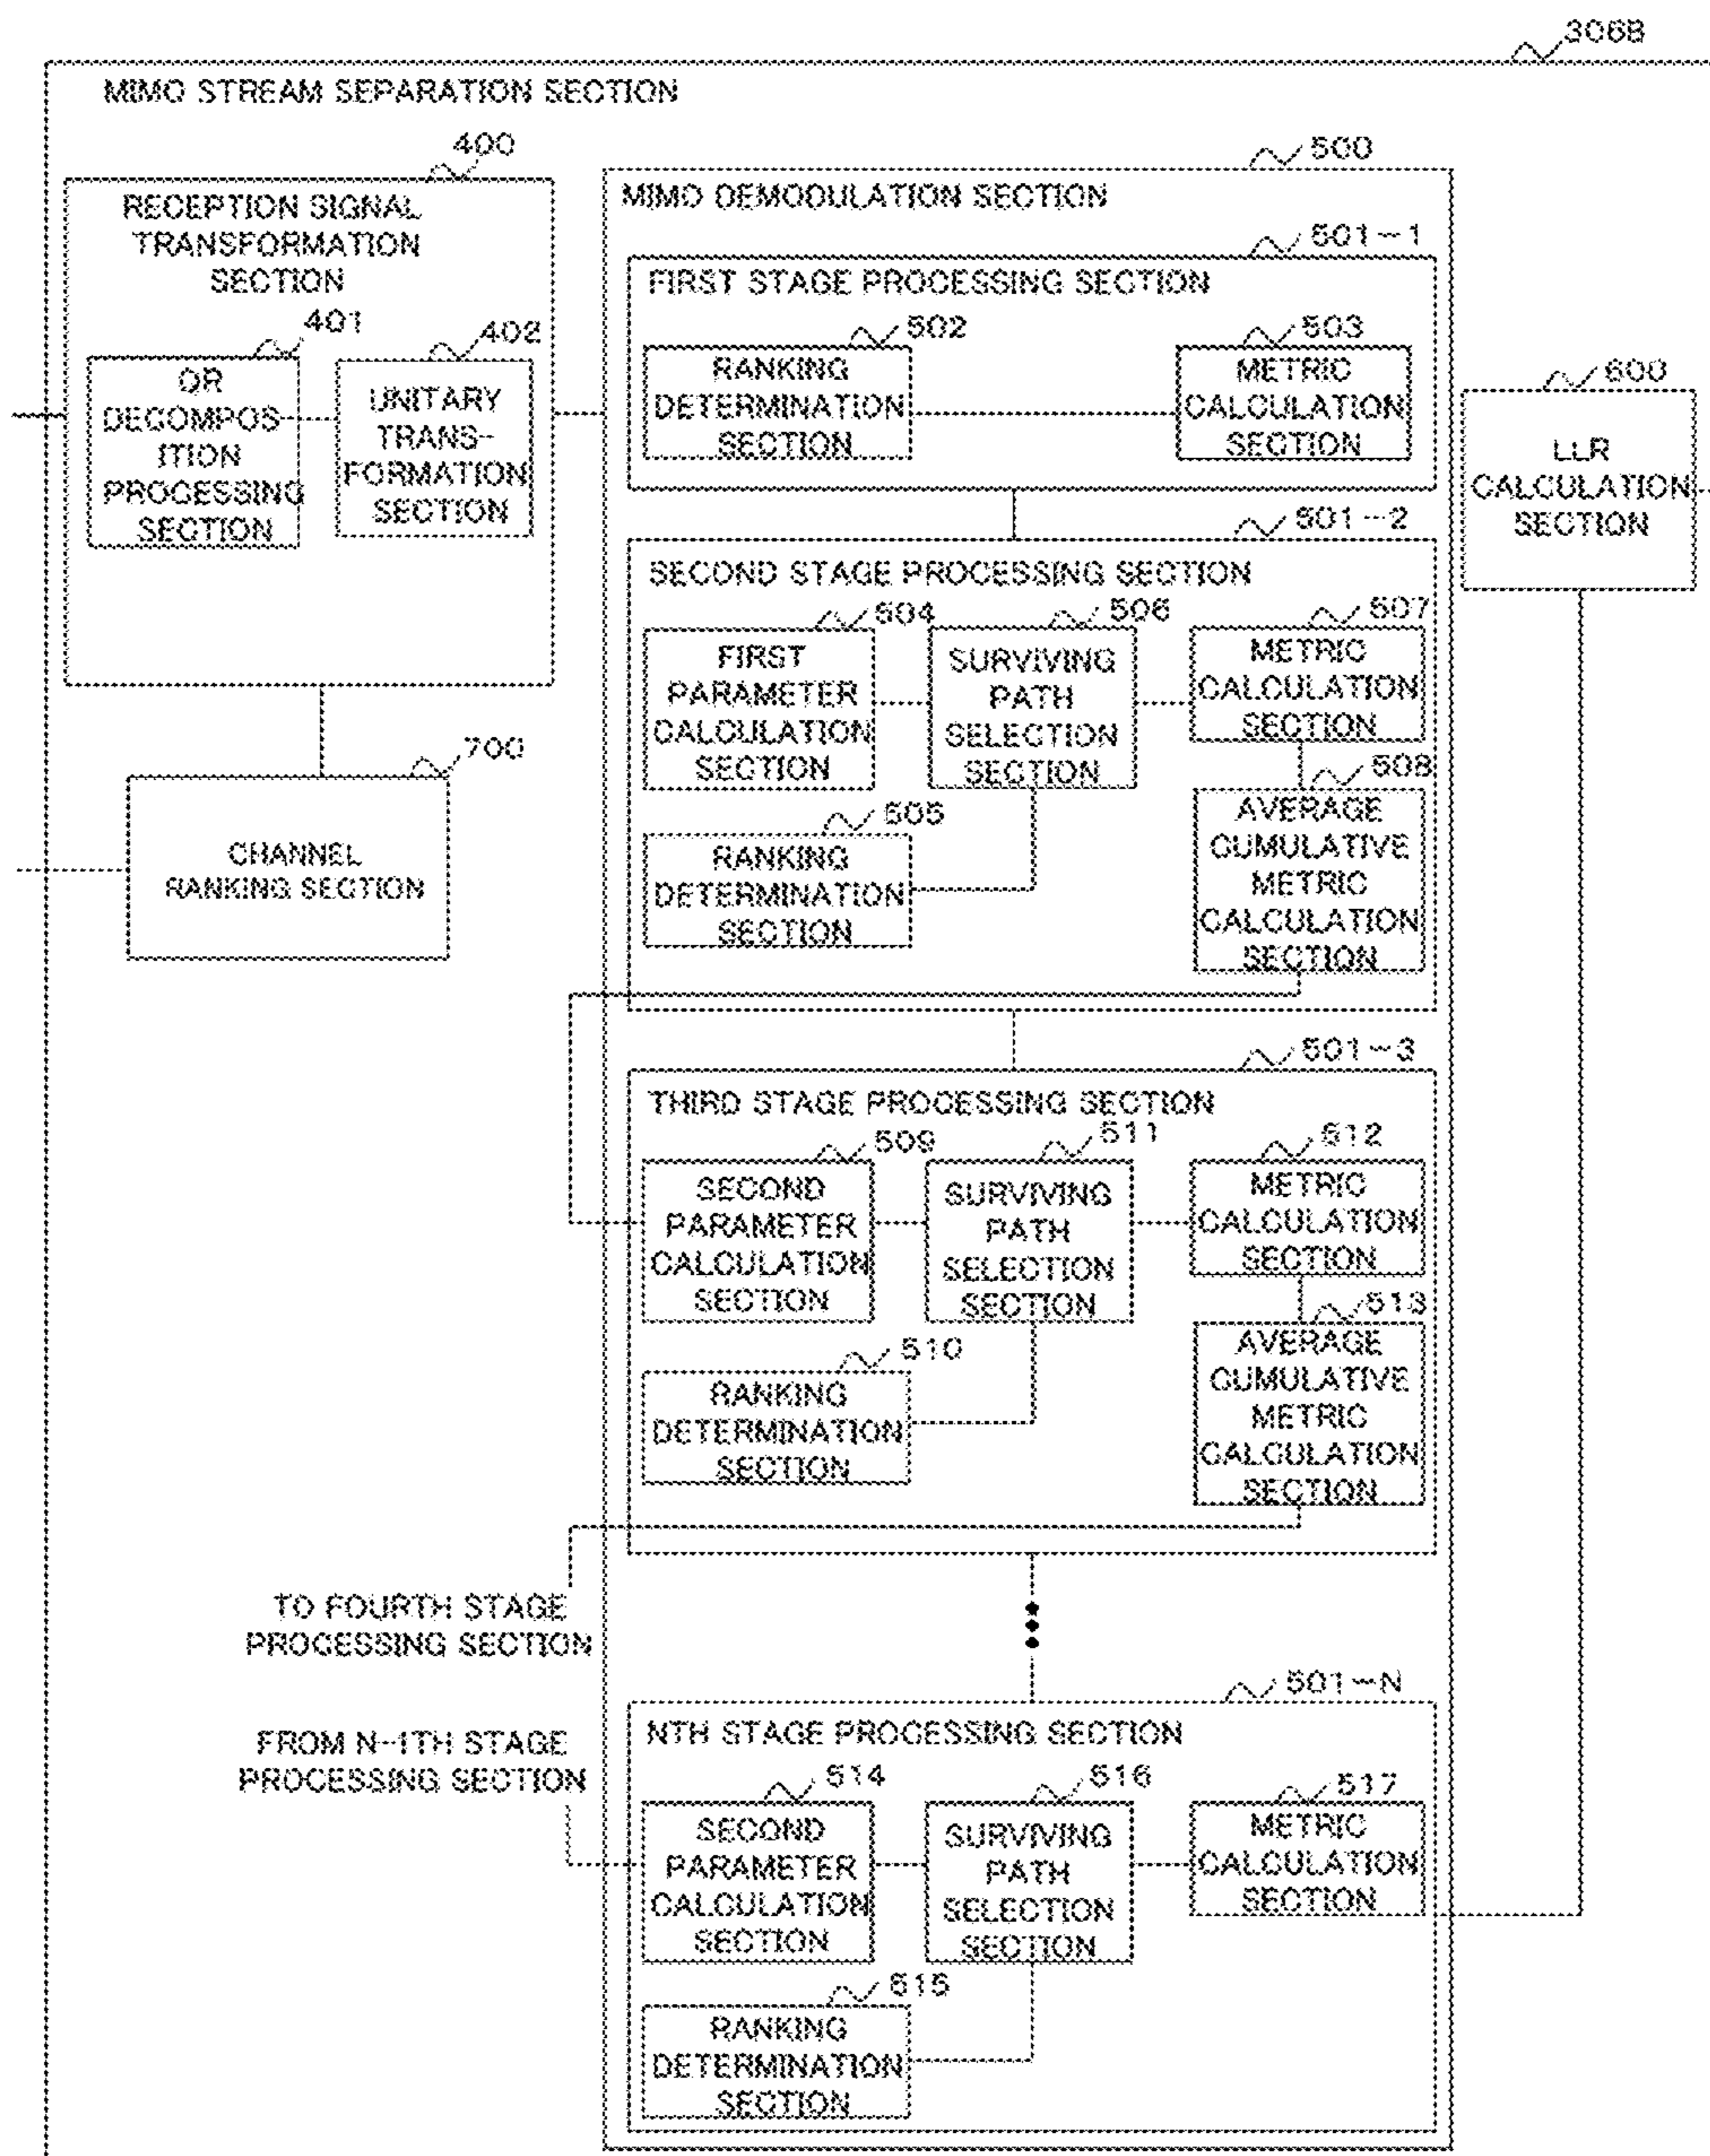 306B
MIMO STREAM SEPARATION SECTION
400
RECEPTION SIGNAL
TRANSFORMATION
SECTION
401
QR
DECOMPOS-
ITION
PROCESSING
SECTION
402
UNITARY
TRANS-
FORMATION
SECTION
700
CHANNEL
RANKING SECTION
500
MIMO DEMODULATION SECTION
501-1
FIRST STAGE PROCESSING SECTION
502
RANKING
DETERMINATION
SECTION
503
METRIC
CALCULATION
SECTION
501-2
SECOND STAGE PROCESSING SECTION
504
FIRST
PARAMETER
CALCULATION
SECTION
506
SURVIVING
PATH
SELECTION
SECTION
507
METRIC
CALCULATION
SECTION
505
RANKING
DETERMINATION
SECTION
508
AVERAGE
CUMULATIVE
METRIC
CALCULATION
SECTION
501-3
THIRD STAGE PROCESSING SECTION
509
SECOND
PARAMETER
CALCULATION
SECTION
511
SURVIVING
PATH
SELECTION
SECTION
512
METRIC
CALCULATION
SECTION
510
RANKING
DETERMINATION
SECTION
513
AVERAGE
CUMULATIVE
METRIC
CALCULATION
SECTION
TO FOURTH STAGE
PROCESSING SECTION
FROM N-1TH STAGE
PROCESSING SECTION
501-N
NTH STAGE PROCESSING SECTION
514
SECOND
PARAMETER
CALCULATION
SECTION
516
SURVIVING
PATH
SELECTION
SECTION
517
METRIC
CALCULATION
SECTION
515
RANKING
DETERMINATION
SECTION
600
LLR
CALCULATION
SECTION